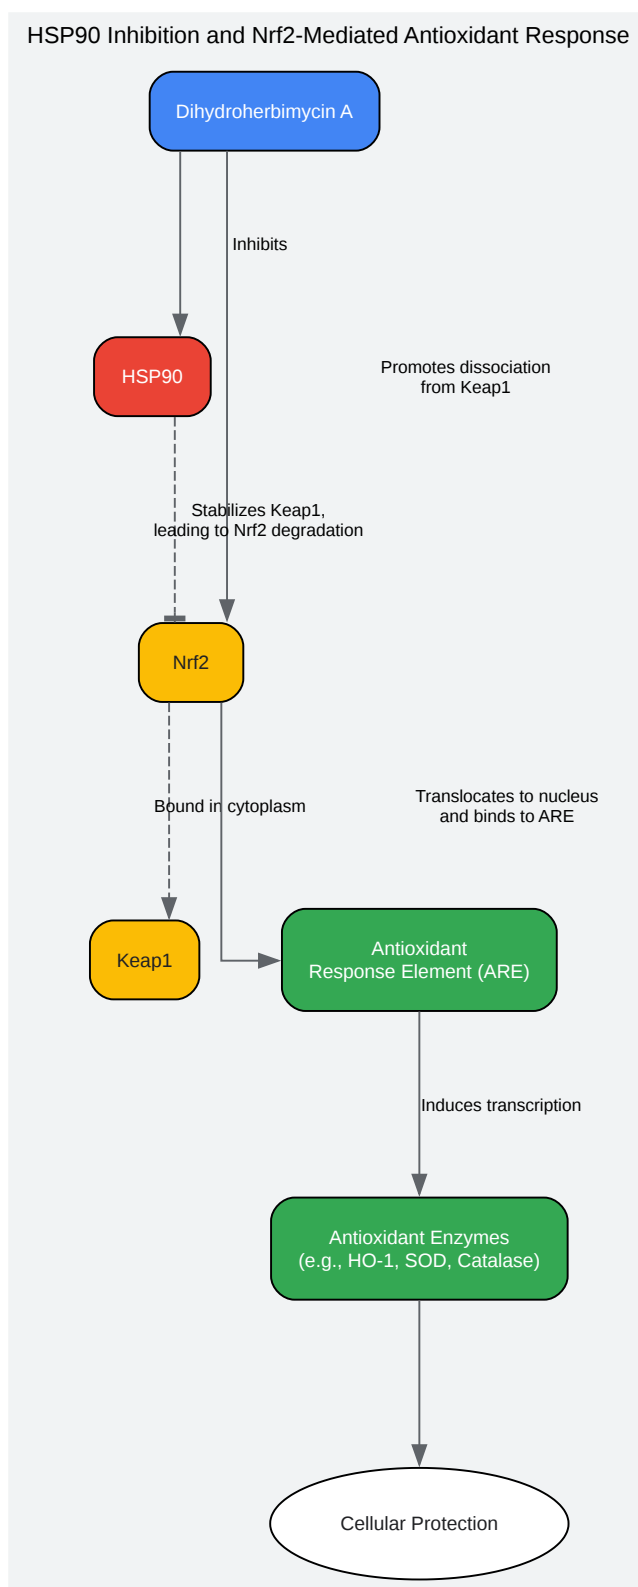 HSP90 Inhibition and Nrf2-Mediated Antioxidant Response
Dihydroherbimycin A
Inhibits
HSP90
Promotes dissociation
from Keap1
Stabilizes Keap1,
leading to Nrf2 degradation
Nrf2
Bound in cytoplasm
Translocates to nucleus
and binds to ARE
Keap1
Antioxidant
Response Element (ARE)
Induces transcription
Antioxidant Enzymes
(e.g., HO-1, SOD, Catalase)
Cellular Protection